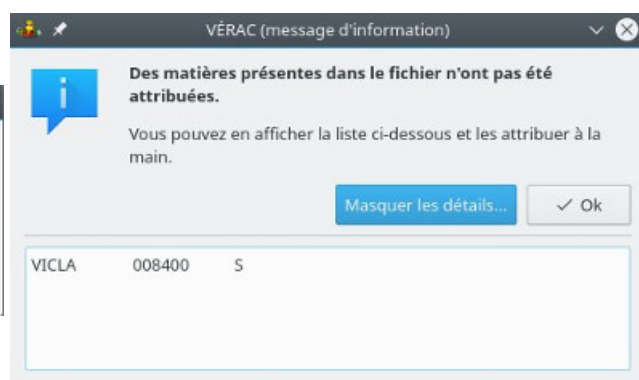 VÉRAC (message d'information)
Des matières présentes dans le fichier n'ont pas été
attribuées.
Vous pouvez en afficher la liste ci-dessous et les attribuer à la
main.
Masquer les détails... Ok
VICLA 008400 S